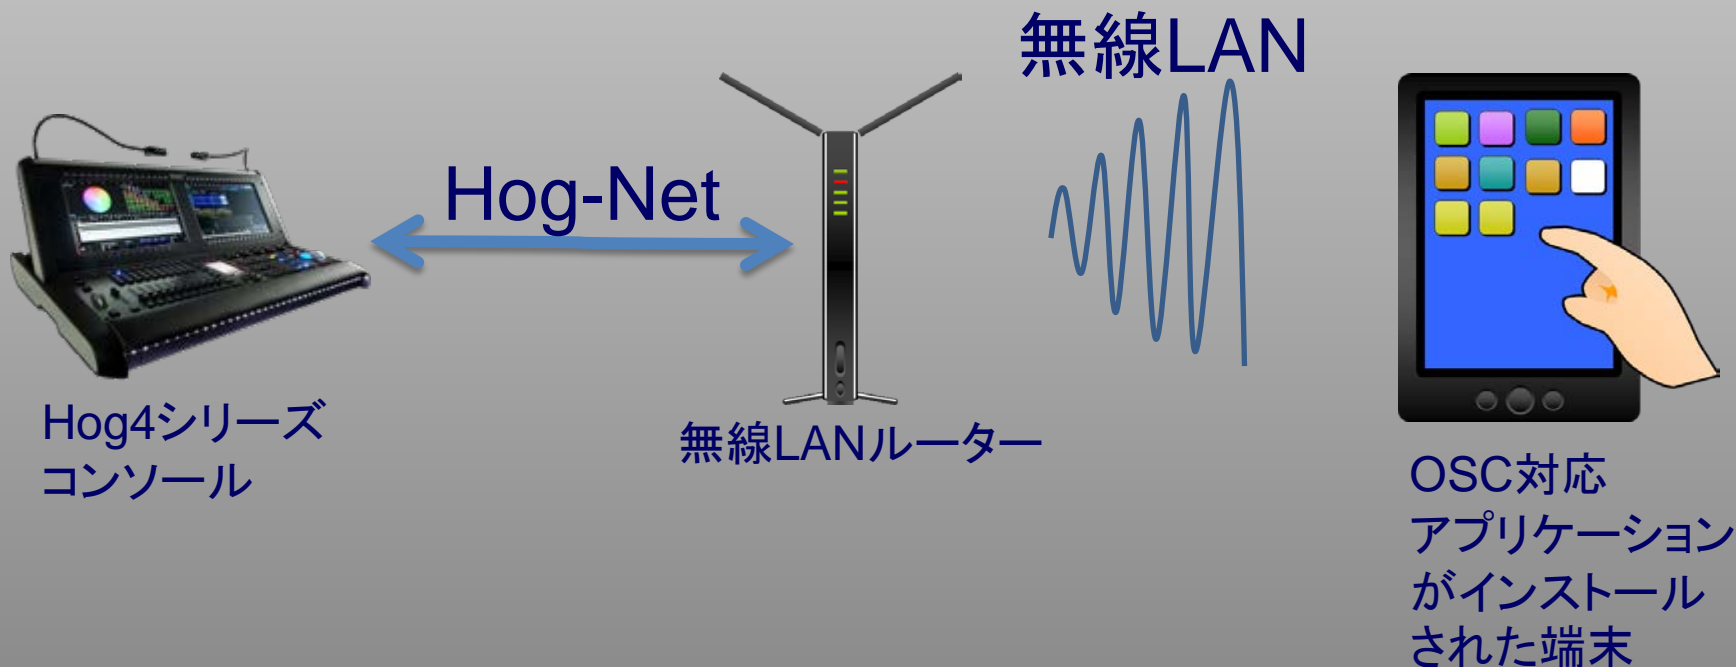 無線LAN
Hog-Net
Hog4シリーズ
コンソール
無線LANルーター
OSC対応
アプリケーション
がインストール
された端末